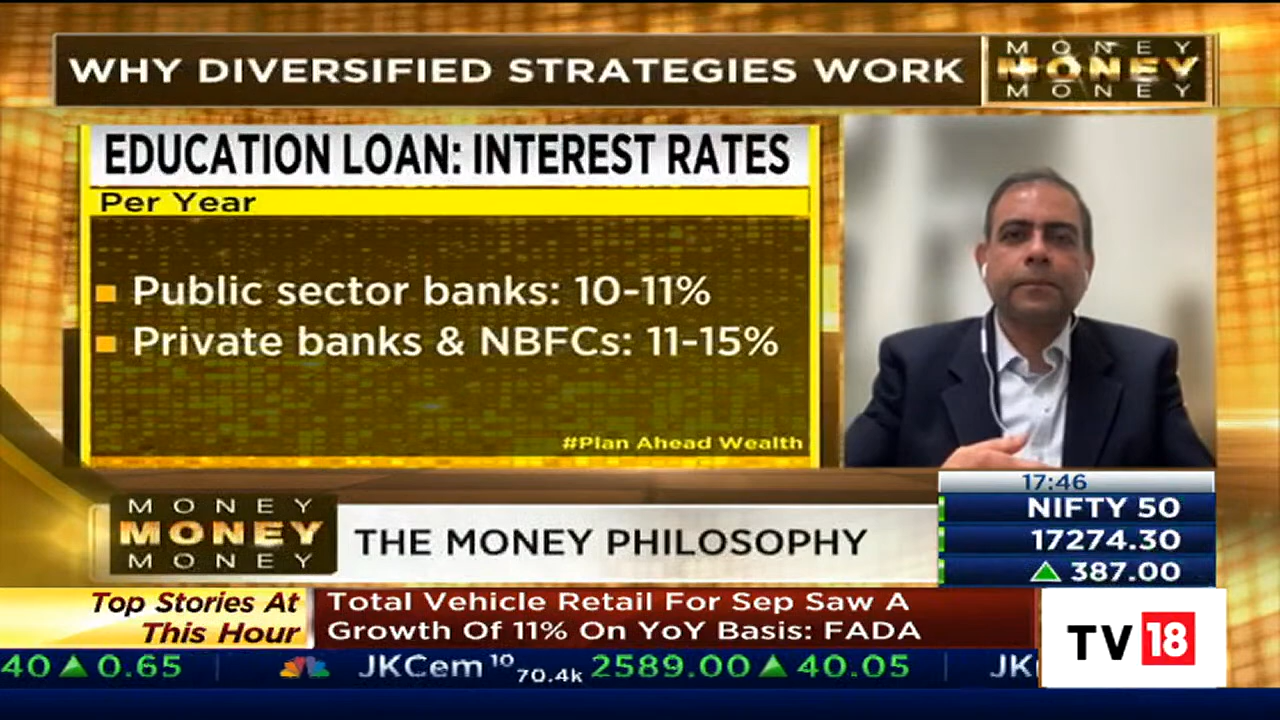 WHY DIVERSIFIED STRATEGIES WORK
MONEY
MONEY
MONEY
EDUCATION LOAN: INTEREST RATES
Per Year
Public sector banks: 10-11%
Private banks & NBFCs: 11-15%
#Plan Ahead Wealth
17:46
NIFTY 50
17274.30
387.00
MONEY
MONEY
MONEY
THE MONEY PHILOSOPHY
Top Stories At
This Hour
Total Vehicle Retail For Sep Saw A
Growth Of 11% On YoY Basis: FADA
TV18
40 ▲ 0.65 JKCem 10 70.4k 2589.00 ▲ 40.05 JK